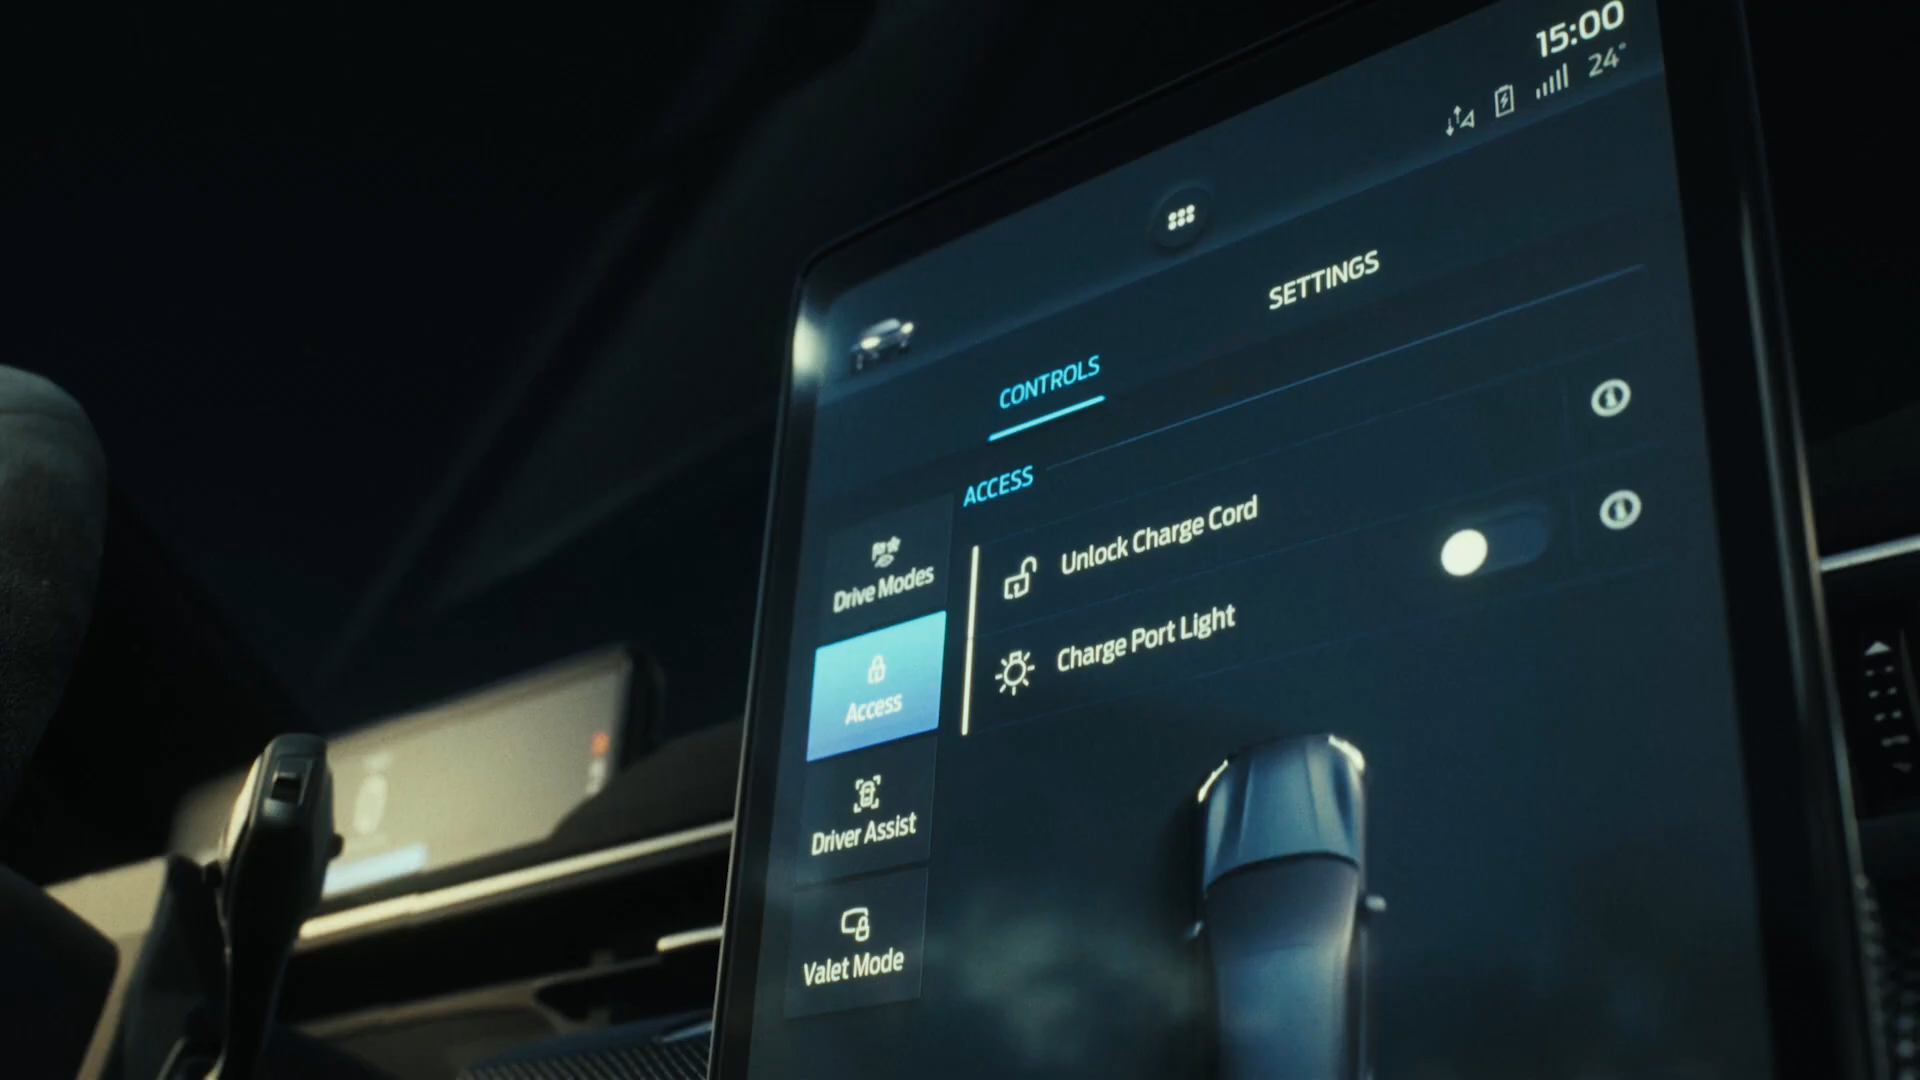 15:00
24°
SETTINGS
CONTROLS
ACCESS
Unlock Charge Cord
Charge Port Light
Drive Modes
Access
Driver Assist
Valet Mode